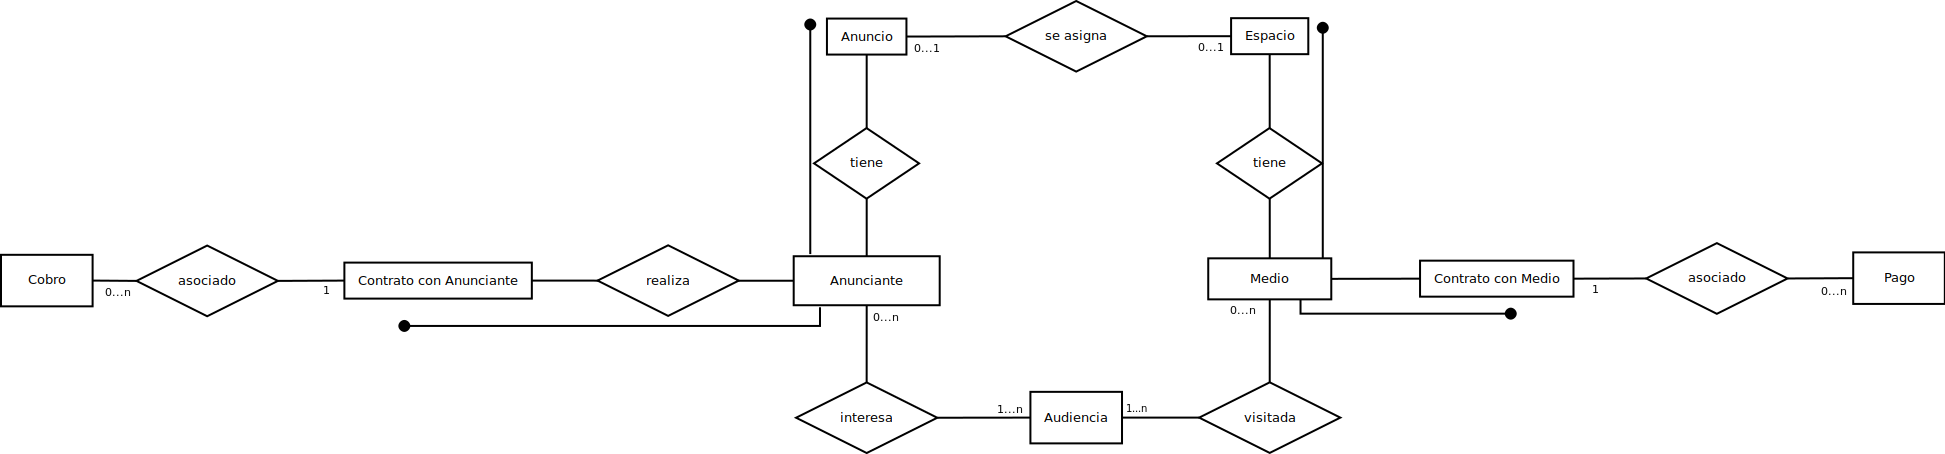 Anuncio
0...1
se asigna
0...1
Espacio
tiene
tiene
Cobro
0...n
asociado
1
Contrato con Anunciante
realiza
Anunciante
0...n
Medio
0...n
Contrato con Medio
1
asociado
0...n
Pago
interesa
1...n
Audiencia
1...n
visitada